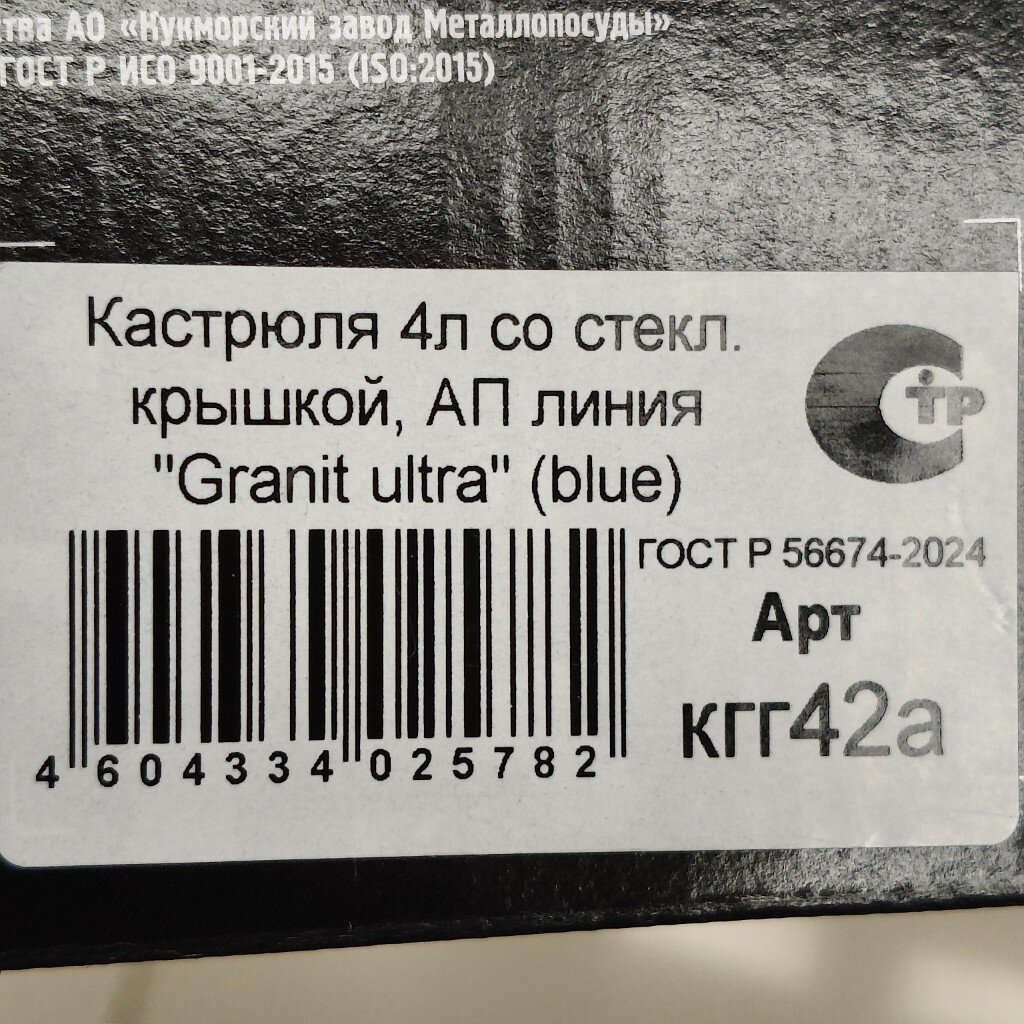 тва АО «Кукморский завод Металлопосуды»
ГОСТ Р ИСО 9001-2015 (ISO:2015)
Кастрюля 4л со стекл.
крышкой, АП линия
"Granit ultra" (blue)
СТР
ГОСТ Р 56674-2024
Арт
кгг42а
4 604334 025782